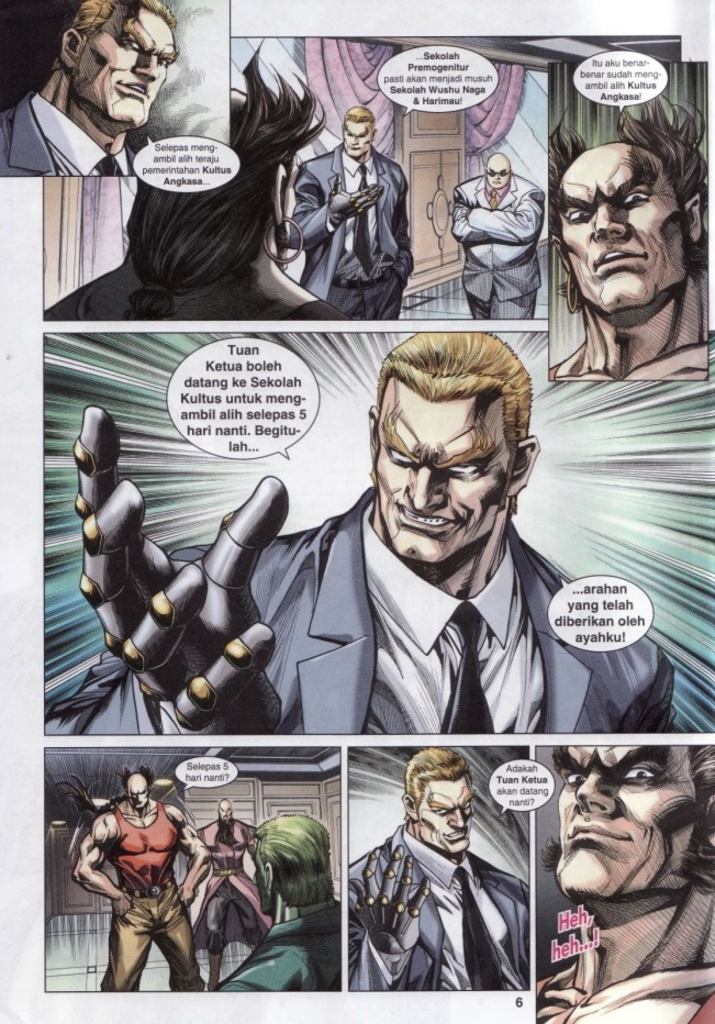 Selepas meng-
ambil alih teraju
pemerintahan Kultus
Angkasa...
...Sekolah
Premogenitur
pasti akan menjadi musuh
Sekolah Wushu Naga
& Harimau!
Itu aku benar-
benar sudah meng-
ambil alih Kultus
Angkasa!
Tuan
Ketua boleh
datang ke Sekolah
Kultus untuk meng-
ambil alih selepas 5
hari nanti. Begitu-
lah...
...arahan
yang telah
diberikan oleh
ayahku!
Selepas 5
hari nanti?
Adakah
Tuan Ketua
akan datang
nanti?
Heh,
heh...!
6